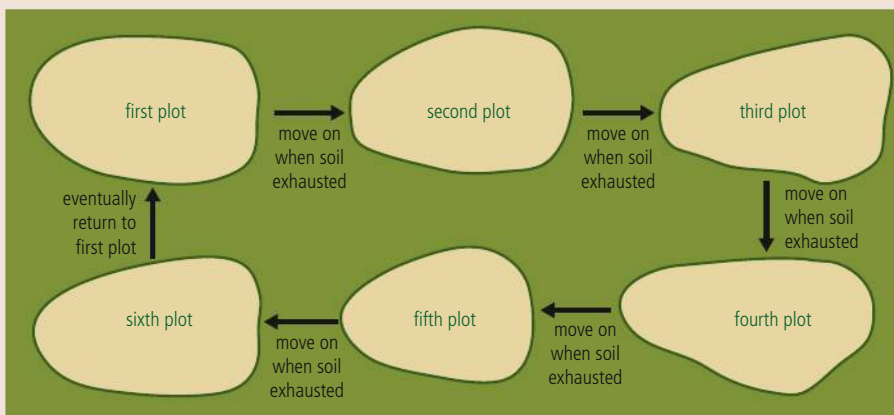 first plot
move on
when soil
exhausted
second plot
move on
when soil
exhausted
third plot
move on
when soil
exhausted
fourth plot
move on
when soil
exhausted
fifth plot
move on
when soil
exhausted
sixth plot
eventually
return to
first plot